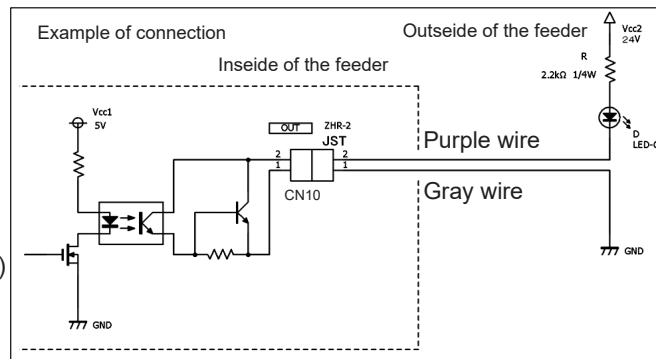 Example of connection
Outseide of the feeder
Vcc2
24V
Inseide of the feeder
R
2.2kΩ 1/4W
Vcc1
5V
OUT
ZHR-2
JST
D
LED-
Purple wire
2
2
1
1
CN10
Gray wire
)
GND
GND